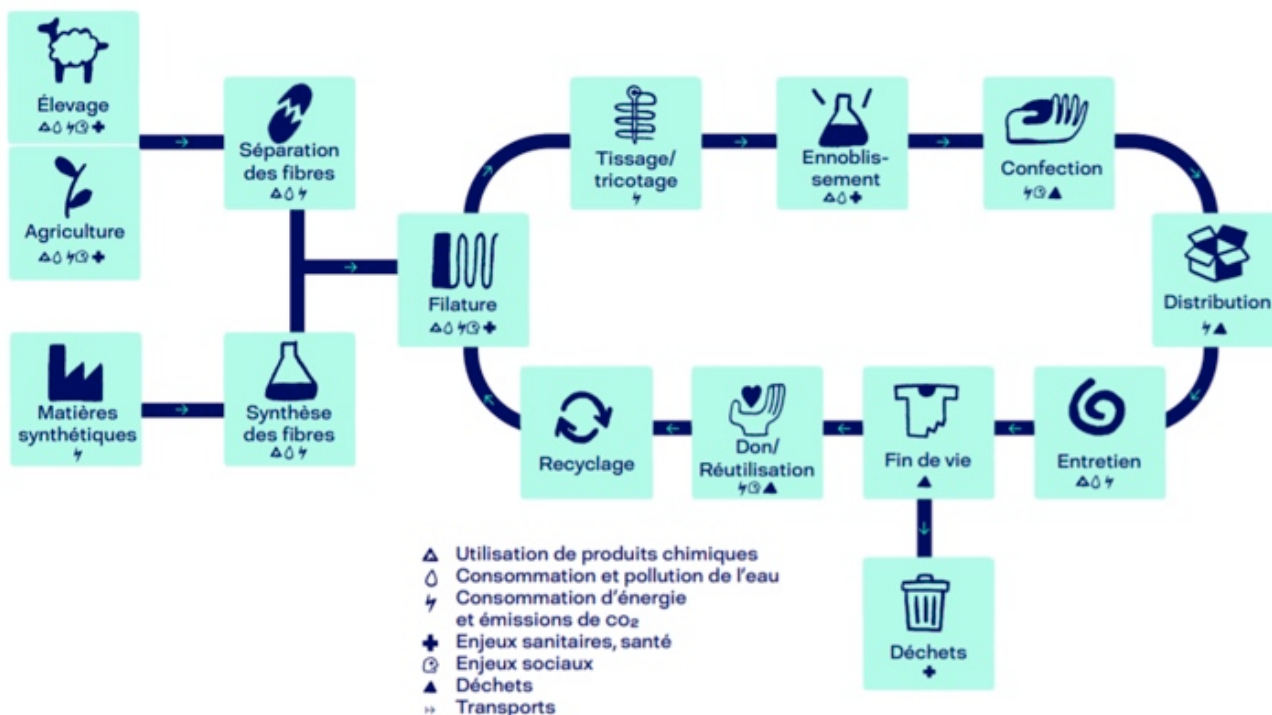 Élevage
Agriculture
Séparation
des fibres
Matières
synthétiques
Synthèse
des fibres
Filature
Tissage/
tricotage
Ennoblis-
sement
Confection
Distribution
Entretien
Fin de vie
Don/
Réutilisation
Recyclage
Déchets
Utilisation de produits chimiques
Consommation et pollution de l'eau
Consommation d'énergie
et émissions de CO₂
Enjeux sanitaires, santé
Enjeux sociaux
Déchets
Transports